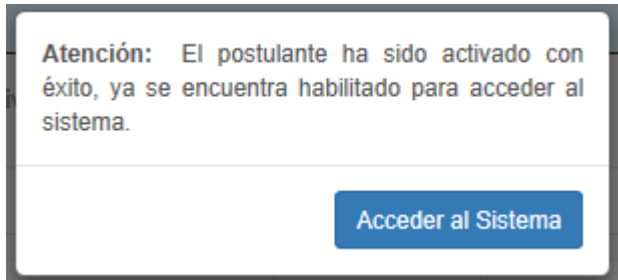 Atención: El postulante ha sido activado con
éxito, ya se encuentra habilitado para acceder al
sistema.
Acceder al Sistema